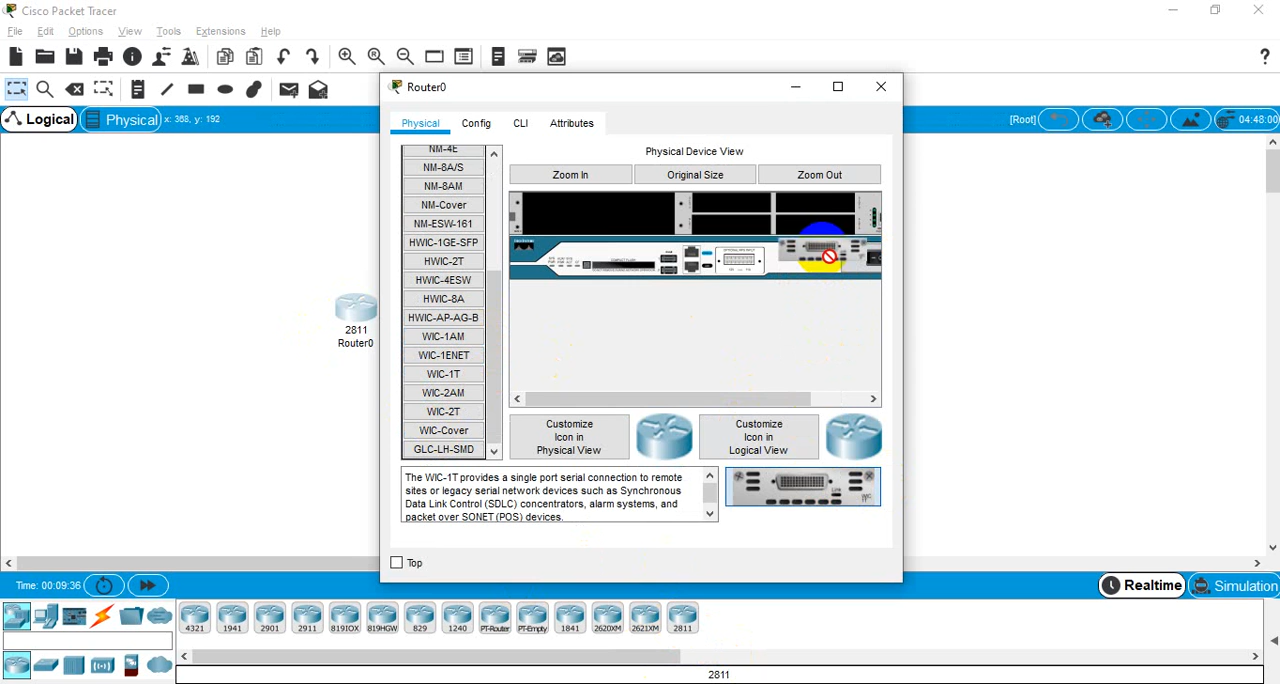 Cisco Packet Tracer
File Edit Options View Tools Extensions Help
?
Logical Physical x: 368, y: 192 [Root] 04:48:00
Router0
Physical Config CLI Attributes
NM-4E
NM-8A/S
NM-8AM
NM-Cover
NM-ESW-161
HWIC-1GE-SFP
HWIC-2T
HWIC-4ESW
HWIC-8A
HWIC-AP-AG-B
WIC-1AM
WIC-1ENET
WIC-1T
WIC-2AM
WIC-2T
WIC-Cover
GLC-LH-SMD
Physical Device View
Zoom In Original Size Zoom Out
Customize
Icon in
Physical View
Customize
Icon in
Logical View
The WIC-1T provides a single port serial connection to remote
sites or legacy serial network devices such as Synchronous
Data Link Control (SDLC) concentrators, alarm systems, and
packet over SONET (POS) devices.
Top
2811
Router0
Time: 00:09:36 Realtime Simulation
4321 1941 2901 2911 819IOX 819HGW 829 1240 PT-Router PT-Empty 1841 2620XM 2621XM 2811
2811